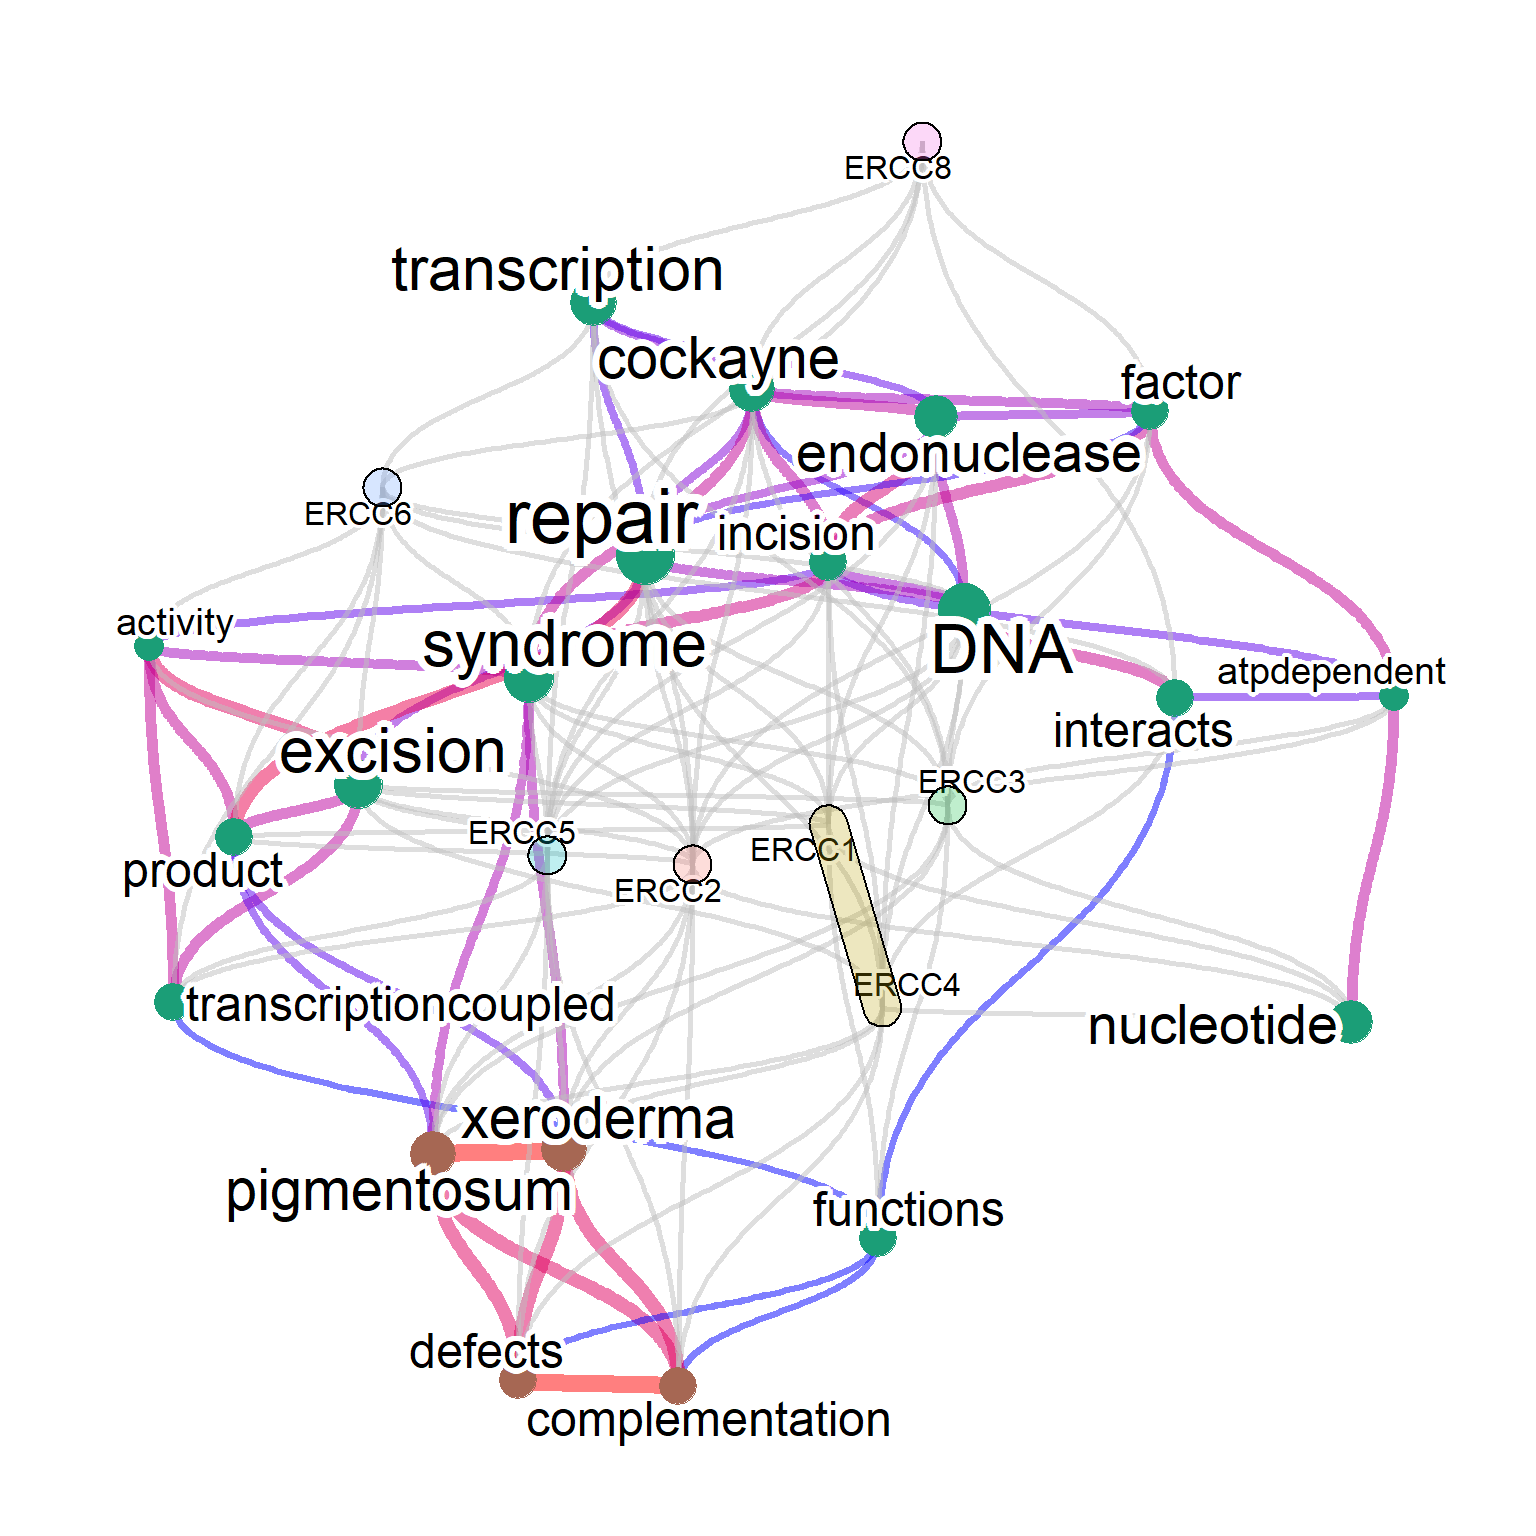 ERCC8
transcription
cockayne
factor
endonuclease
ERCC6
repair
incision
activity
syndrome
DNA
atpdependent
interacts
excision
ERCC3
ERCC5
ERCC1
product
ERCC2
ERCC4
transcriptioncoupled
nucleotide
xeroderma
pigmentosum
functions
defects
complementation